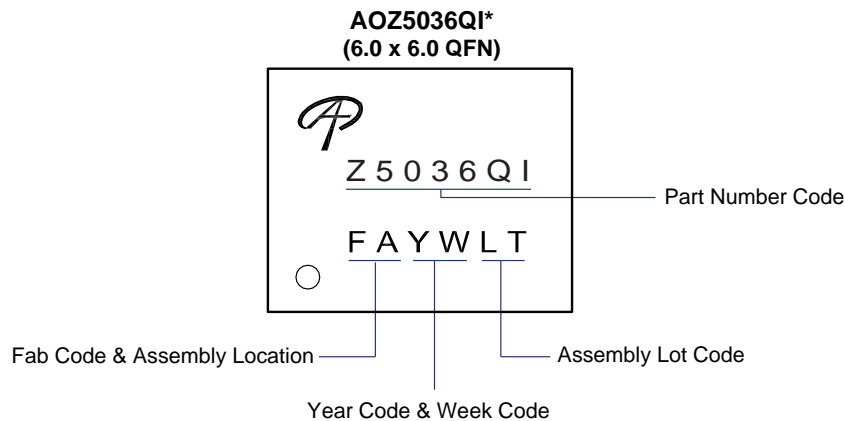 AOZ5036QI*
(6.0 x 6.0 QFN)
Z5036QI
Part Number Code
FAYWLT
Fab Code & Assembly Location
Assembly Lot Code
Year Code & Week Code